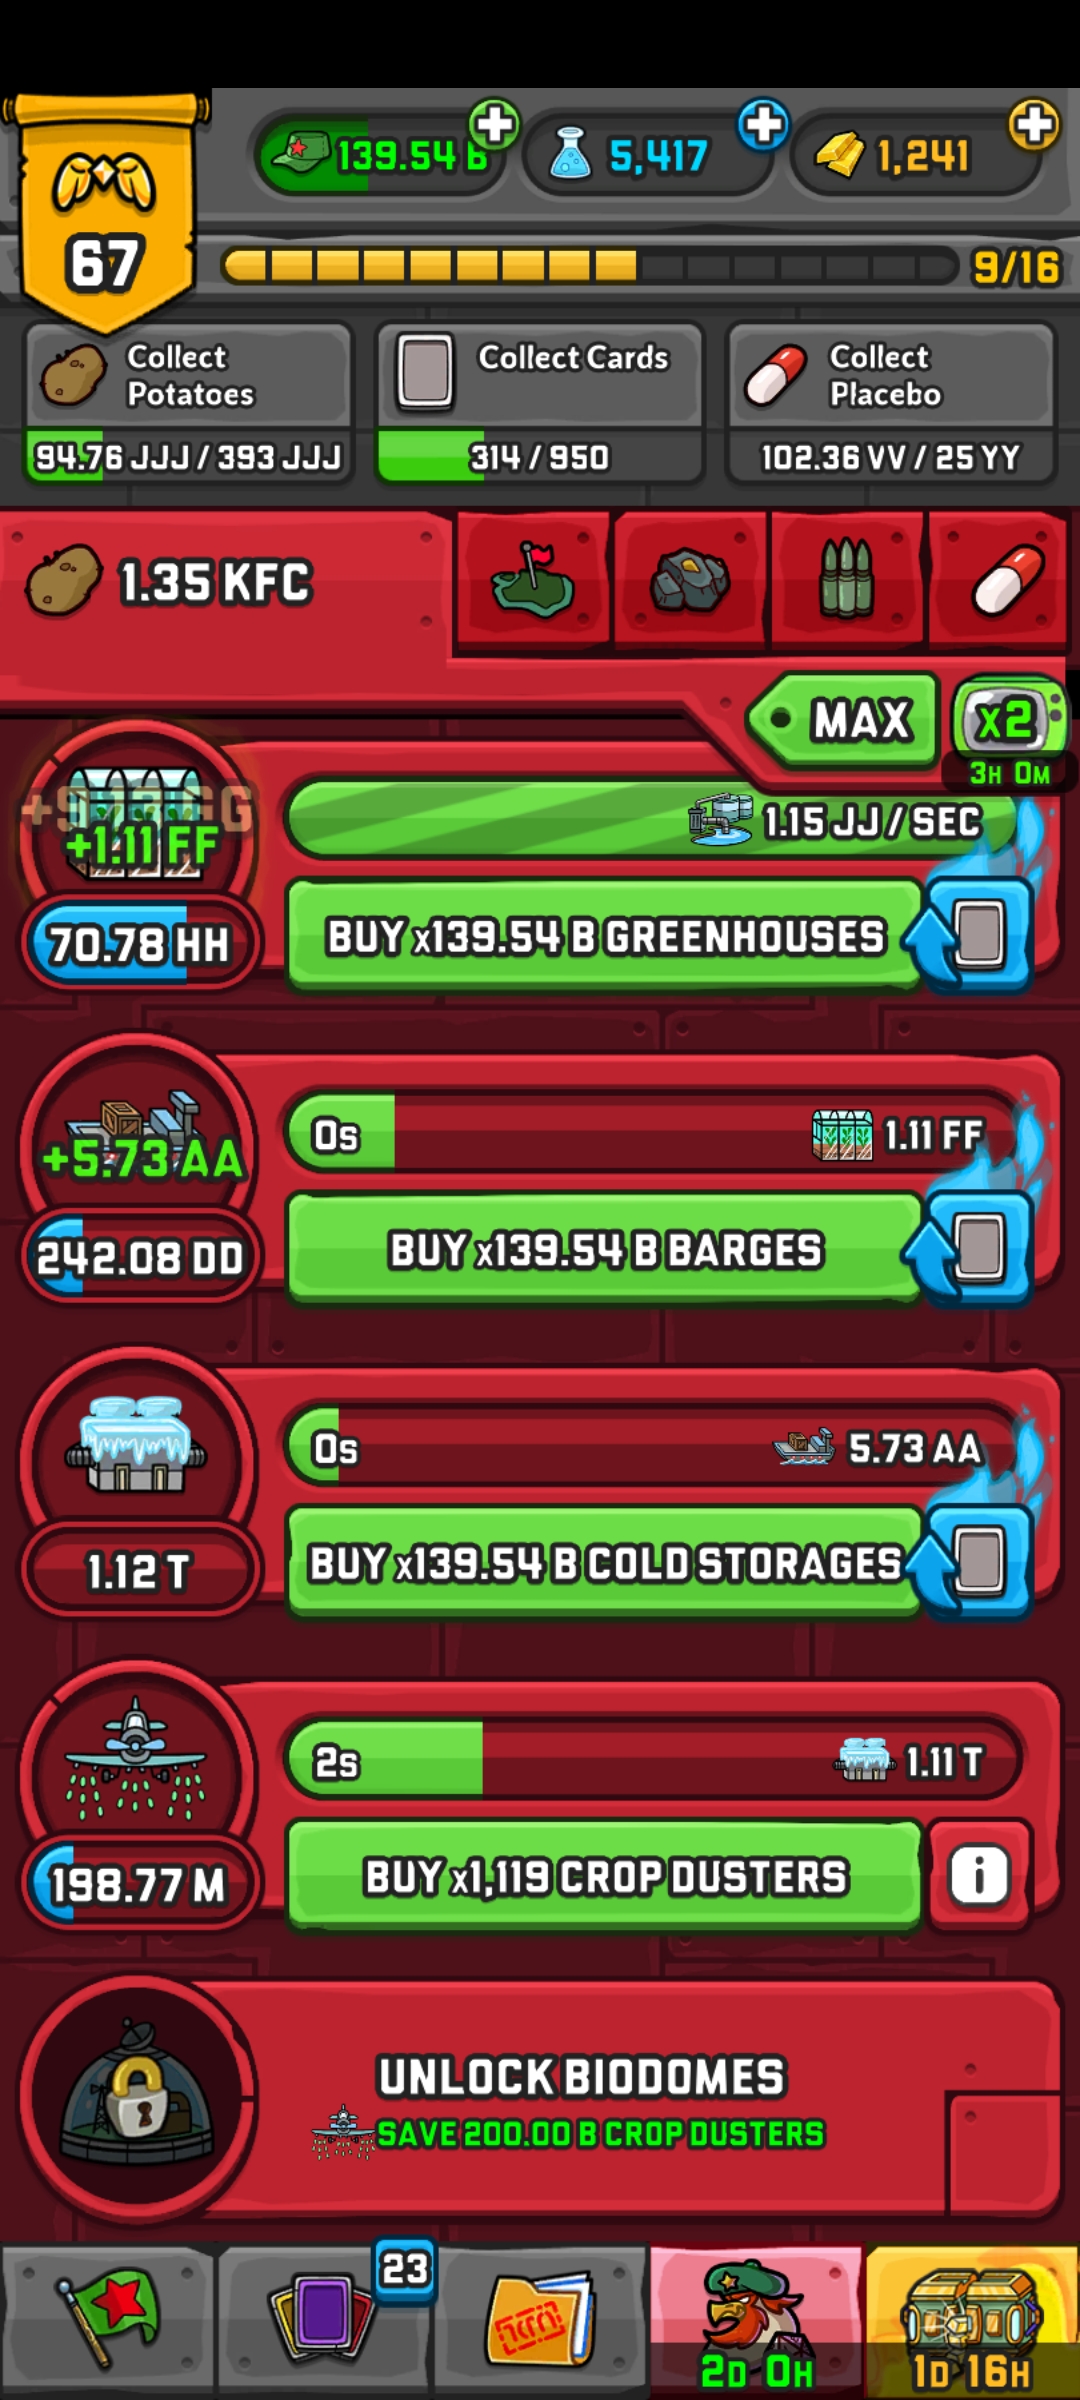 139.54 B
5,417
1,241
67
9/16
Collect Potatoes
94.76 JJJ / 393 JJJ
Collect Cards
314 / 950
Collect Placebo
102.36 VV / 25 YY
1.35 KFC
MAX
x2
3H 0M
+1.11 FF
1.15 JJ / SEC
70.78 HH
BUY x139.54 B GREENHOUSES
+5.73 AA
0s
1.11 FF
242.08 DD
BUY x139.54 B BARGES
0s
5.73 AA
1.12 T
BUY x139.54 B COLD STORAGES
2s
1.11 T
198.77 M
BUY x1,119 CROP DUSTERS
i
UNLOCK BIODOMES
SAVE 200.00 B CROP DUSTERS
23
2D 0H
1D 16H